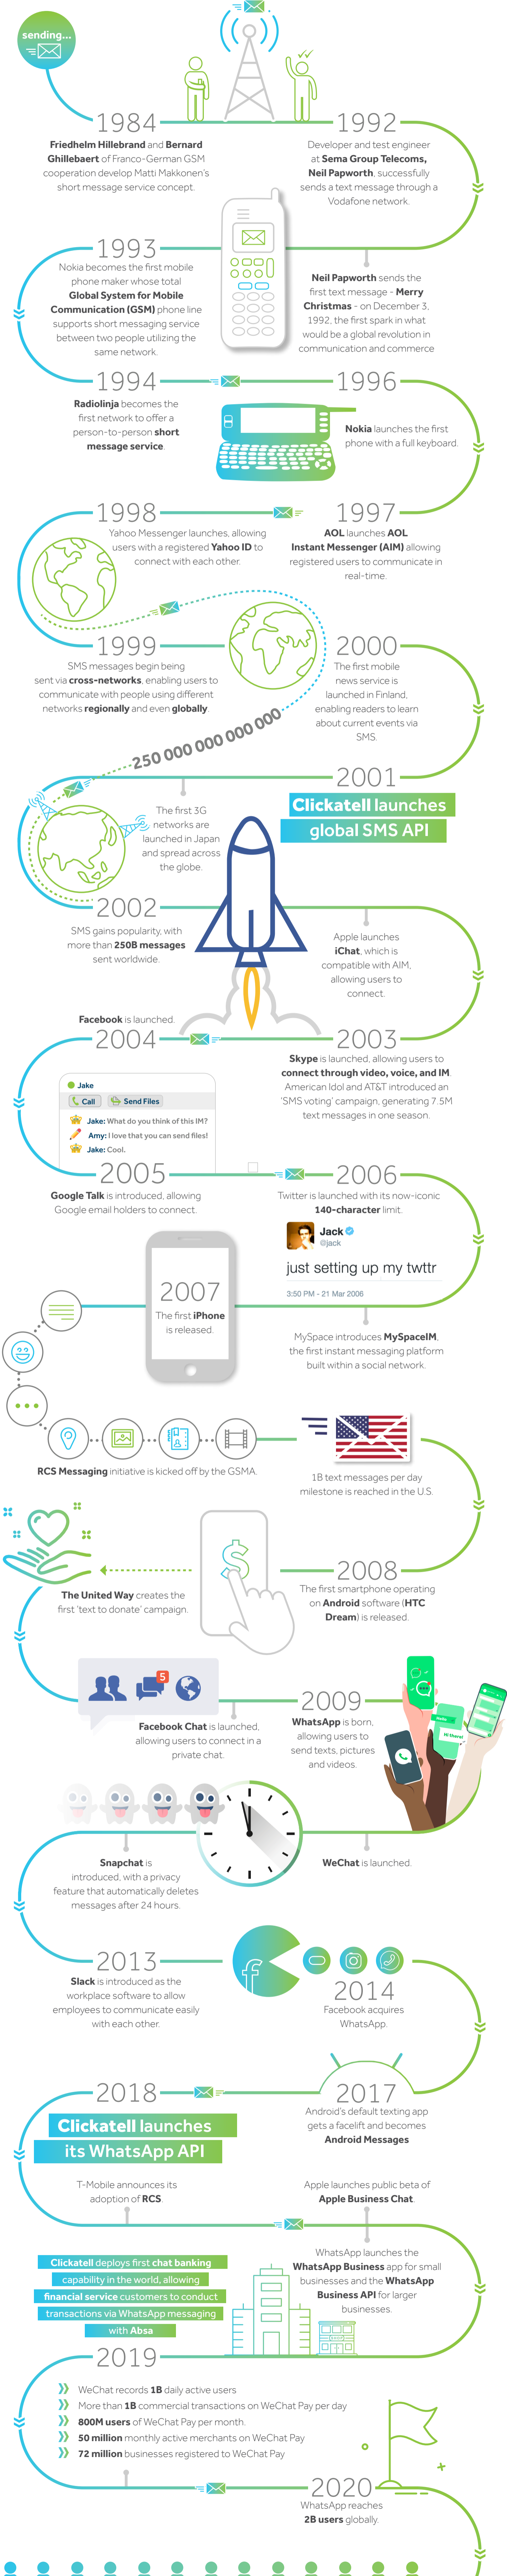 sending...
1984
Friedhelm Hillebrand and Bernard
Ghillebaert of Franco-German GSM
cooperation develop Matti Makkonen's
short message service concept.
1992
Developer and test engineer
at Sema Group Telecoms,
Neil Papworth, successfully
sends a text message through a
Vodafone network.
Neil Papworth sends the
first text message - Merry
Christmas - on December 3,
1992, the first spark in what
would be a global revolution in
communication and commerce
1993
Nokia becomes the first mobile
phone maker whose total
Global System for Mobile
Communication (GSM) phone line
supports short messaging service
between two people utilizing the
same network.
1994
Radiolinja becomes the
first network to offer a
person-to-person short
message service.
1996
Nokia launches the first
phone with a full keyboard.
1997
AOL launches AOL
Instant Messenger (AIM) allowing
registered users to communicate in
real-time.
1998
Yahoo Messenger launches, allowing
users with a registered Yahoo ID to
connect with each other.
1999
SMS messages begin being
sent via cross-networks, enabling users to
communicate with people using different
networks regionally and even globally.
2000
The first mobile
news service is
launched in Finland,
enabling readers to learn
about current events via
SMS.
250 000 000 000 000
2001
Clickatell launches
global SMS API
The first 3G
networks are
launched in Japan
and spread across
the globe.
2002
SMS gains popularity, with
more than 250B messages
sent worldwide.
Apple launches
iChat, which is
compatible with AIM,
allowing users to
connect.
2003
Skype is launched, allowing users to
connect through video, voice, and IM.
American Idol and AT&T introduced an
'SMS voting' campaign, generating 7.5M
text messages in one season.
Facebook is launched.
2004
Jake
Call
Send Files
Jake: What do you think of this IM?
Amy: I love that you can send files!
Jake: Cool.
2005
Google Talk is introduced, allowing
Google email holders to connect.
2006
Twitter is launched with its now-iconic
140-character limit.
Jack
@jack
just setting up my twttr
3:50 PM - 21 Mar 2006
MySpace introduces MySpaceIM,
the first instant messaging platform
built within a social network.
2007
The first iPhone
is released.
RCS Messaging initiative is kicked off by the GSMA.
1B text messages per day
milestone is reached in the U.S.
2008
The first smartphone operating
on Android software (HTC
Dream) is released.
$
The United Way creates the
first 'text to donate' campaign.
5
Facebook Chat is launched,
allowing users to connect in a
private chat.
2009
WhatsApp is born,
allowing users to
send texts, pictures
and videos.
WeChat is launched.
Snapchat is
introduced, with a privacy
feature that automatically deletes
messages after 24 hours.
2013
Slack is introduced as the
workplace software to allow
employees to communicate easily
with each other.
f
2014
Facebook acquires
WhatsApp.
2017
Android's default texting app
gets a facelift and becomes
Android Messages
2018
Clickatell launches
its WhatsApp API
T-Mobile announces its
adoption of RCS.
Apple launches public beta of
Apple Business Chat.
WhatsApp launches the
WhatsApp Business app for small
businesses and the WhatsApp
Business API for larger
businesses.
Clickatell deploys first chat banking
capability in the world, allowing
financial service customers to conduct
transactions via WhatsApp messaging
with Absa
2019
WeChat records 1B daily active users
More than 1B commercial transactions on WeChat Pay per day
800M users of WeChat Pay per month.
50 million monthly active merchants on WeChat Pay
72 million businesses registered to WeChat Pay
2020
WhatsApp reaches
2B users globally.